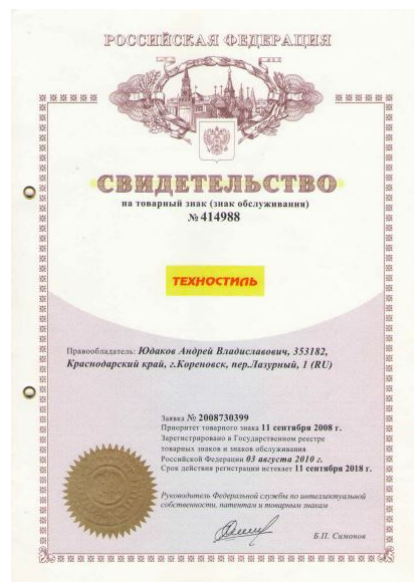 РОССИЙСКАЯ ФЕДЕРАЦИЯ
СВИДЕТЕЛЬСТВО
на товарный знак (знак обслуживания)
№ 414988
ТЕХНОСТИЛЬ
Правообладатель: Юдаков Андрей Владиславович, 353182,
Краснодарский край, г.Кореновск, пер.Лазурный, 1 (RU)
Заявка № 2008730399
Приоритет товарного знака 11 сентября 2008 г.
Зарегистрировано в Государственном реестре
товарных знаков и знаков обслуживания
Российской Федерации 03 августа 2010 г.
Срок действия регистрации истекает 11 сентября 2018 г.
Руководитель Федеральной службы по интеллектуальной
собственности, патентам и товарным знакам
Б.П. Симонов